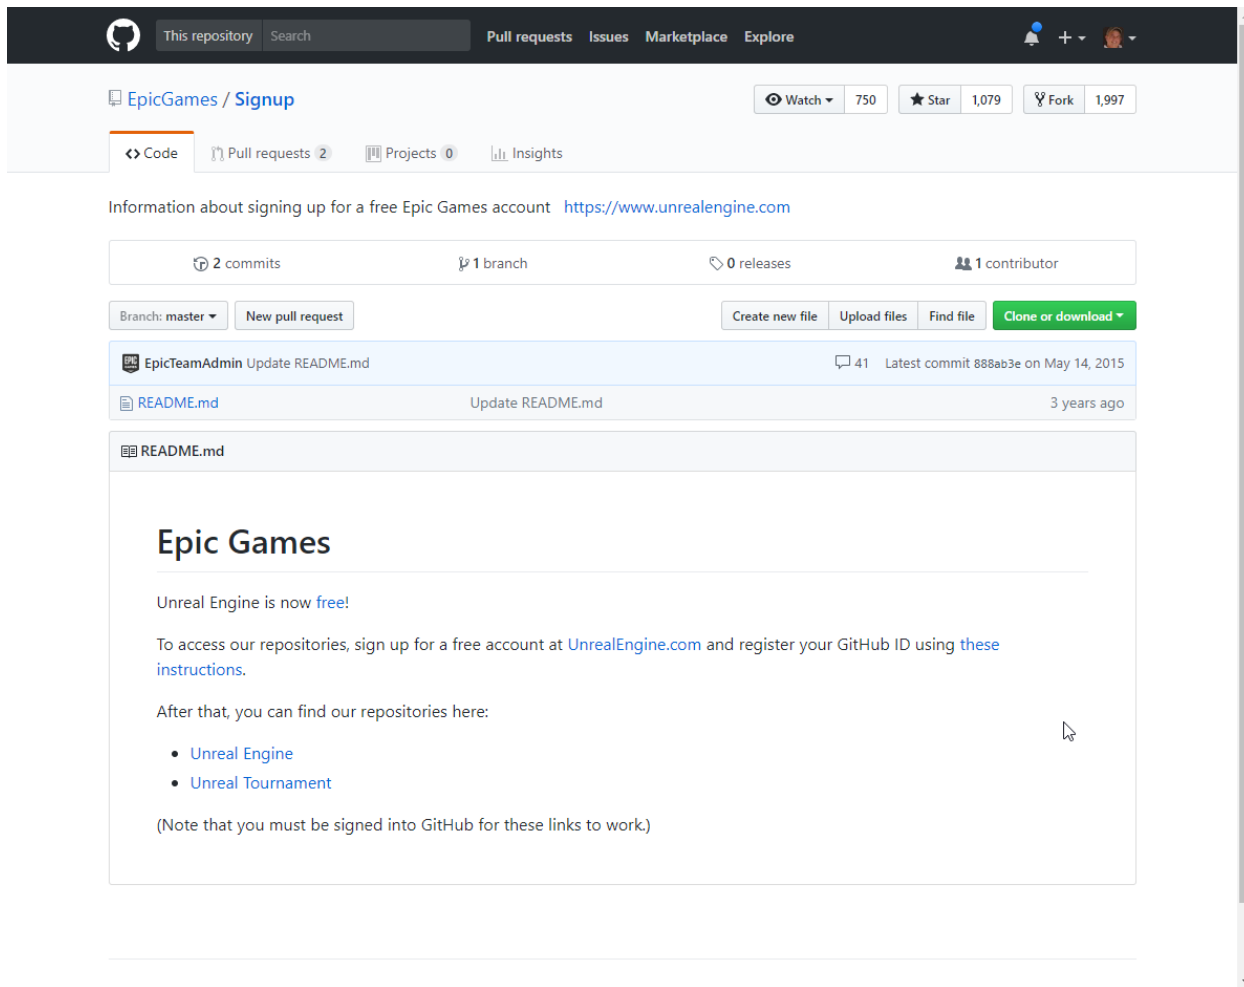 This repository Search Pull requests Issues Marketplace Explore
EpicGames / Signup Watch 750 Star 1,079 Fork 1,997
Code Pull requests 2 Projects 0 Insights
Information about signing up for a free Epic Games account https://www.unrealengine.com
2 commits 1 branch 0 releases 1 contributor
Branch: master New pull request Create new file Upload files Find file Clone or download
EPIC GAMES EpicTeamAdmin Update README.md 41 Latest commit 888ab3e on May 14, 2015
README.md Update README.md 3 years ago
README.md
Epic Games
Unreal Engine is now free!
To access our repositories, sign up for a free account at UnrealEngine.com and register your GitHub ID using these
instructions.
After that, you can find our repositories here:
• Unreal Engine
• Unreal Tournament
(Note that you must be signed into GitHub for these links to work.)